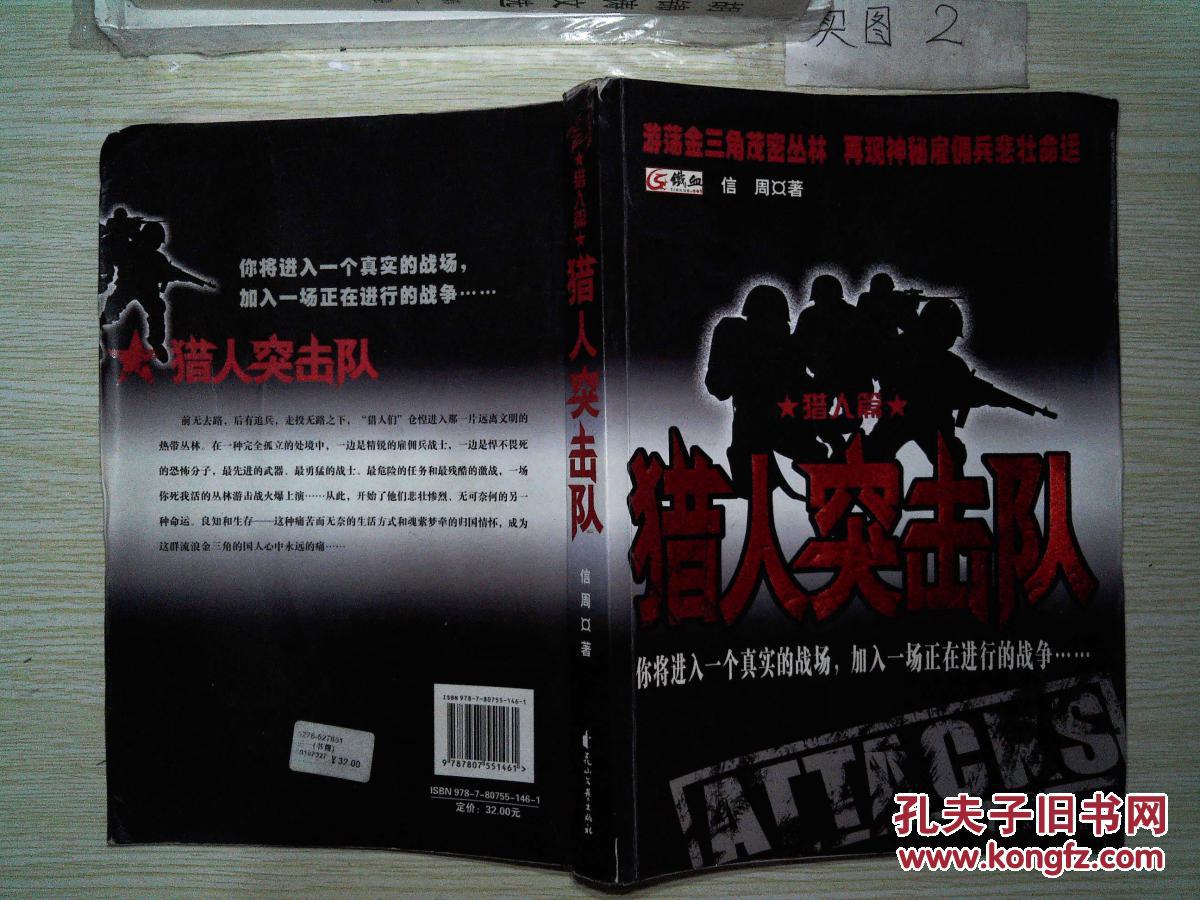 买图 2
你将进入一个真实的战场，
加入一场正在进行的战争……
★猎人突击队
前无去路，后有追兵，走投无路之下，“猎人们”仓惶进入那一片远离文明的
热带丛林。在一种完全孤立的处境中，一边是精锐的雇佣兵战士，一边是悍不畏死
的恐怖分子，最先进的武器、最勇猛的战士、最危险的任务和最残酷的激战，一场
你死我活的丛林游击战火爆上演……从此，开始了他们悲壮惨烈、无可奈何的另一
种命运。良知和生存——这种痛苦而无奈的生活方式和魂萦梦牵的归国情怀，成为
这群流浪金三角的国人心中永远的痛……
ISBN 978-7-80755-146-1
9 787807 551461 >
ISBN 978-7-80755-146-1
定价：32.00元
¥32.00
★猎人篇★
猎人突击队
信周¤著
花山文艺出版社
游荡金三角茂密丛林 再现神秘雇佣兵悲壮命运
鐵血
tiexue.net
信 周¤著
★猎人篇★
猎人突击队
你将进入一个真实的战场，加入一场正在进行的战争……
ATTACKS
孔夫子旧书网
www.kongfz.com